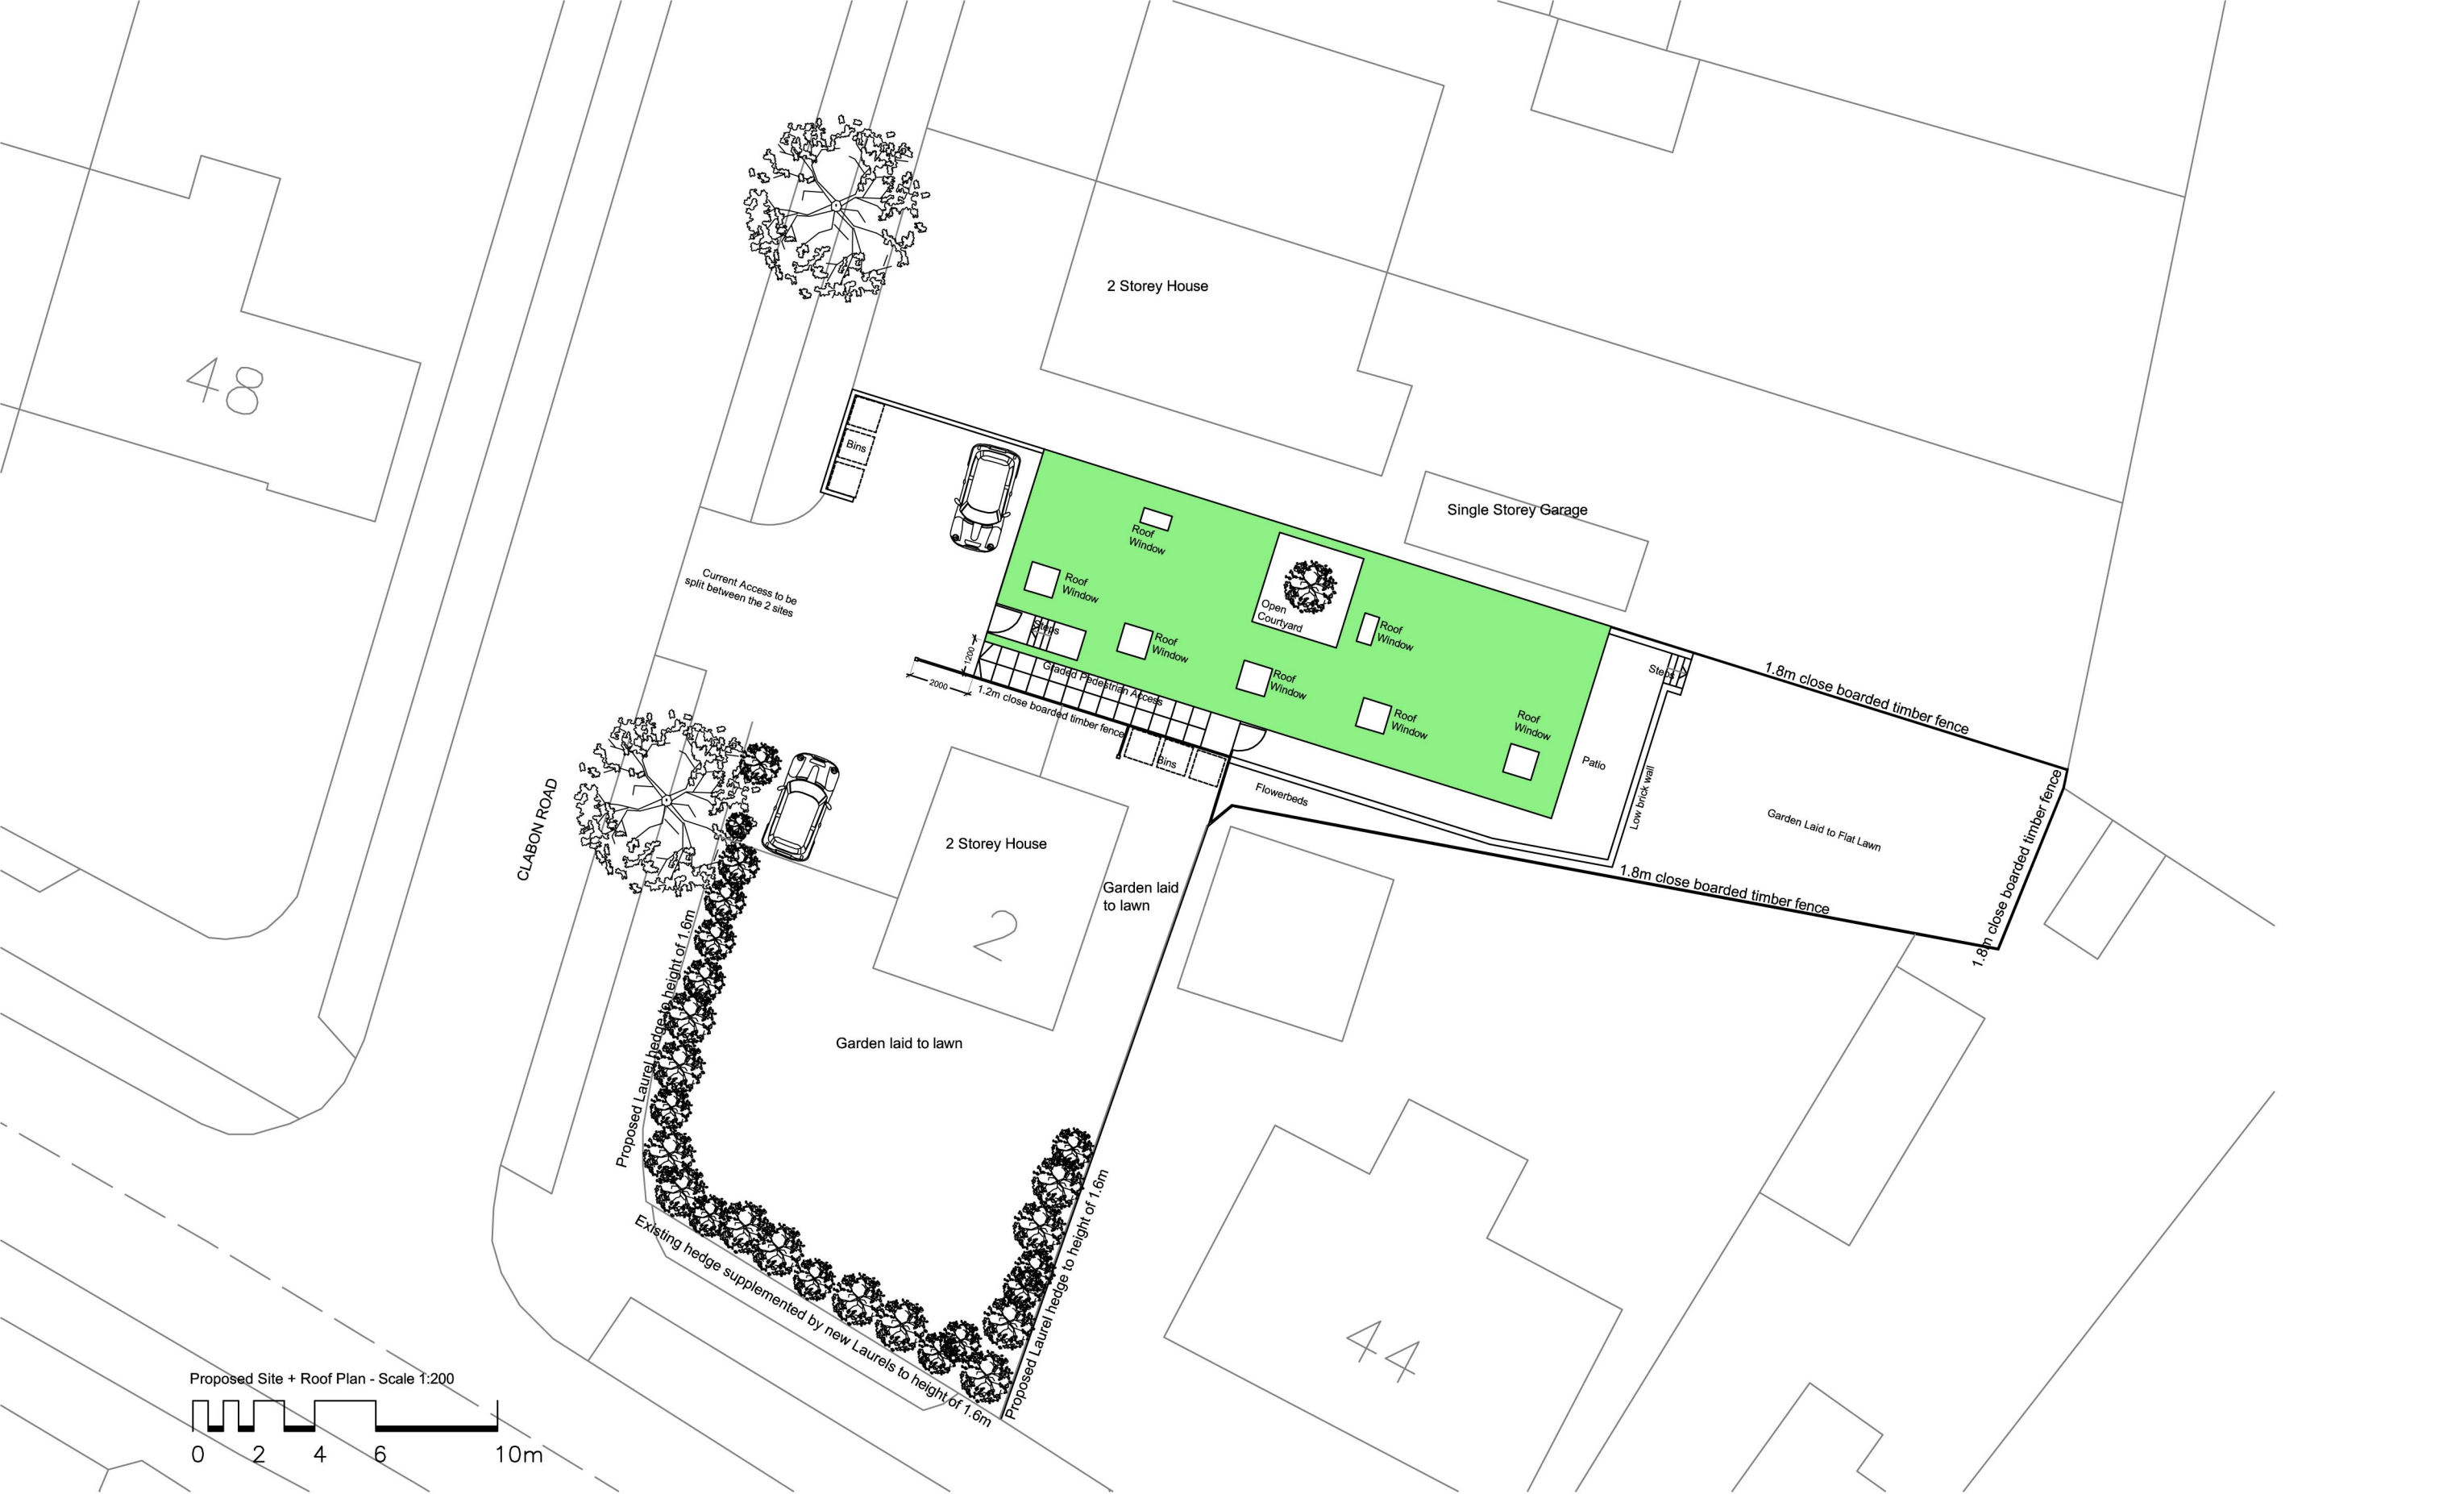 2 Storey House
48
Bins
Single Storey Garage
Roof
Window
Roof
Window
Current Access to be
split between the 2 sites
Open
Courtyard
Roof
Window
Steps
Roof
Window
Graded Pedestrian Access
1200
2000
1.2m close boarded timber fence
Roof
Window
Roof
Window
Roof
Window
Steps
1.8m close boarded timber fence
Patio
Bins
Flowerbeds
Low brick wall
Garden Laid to Flat Lawn
1.8m close boarded timber fence
1.8m close boarded timber fence
CLABON ROAD
2 Storey House
2
Garden laid
to lawn
Garden laid to lawn
Proposed Laurel hedge to height of 1.6m
Existing hedge supplemented by new Laurels to height of 1.6m
Proposed Laurel hedge to height of 1.6m
44
Proposed Site + Roof Plan - Scale 1:200
0 2 4 6 10m